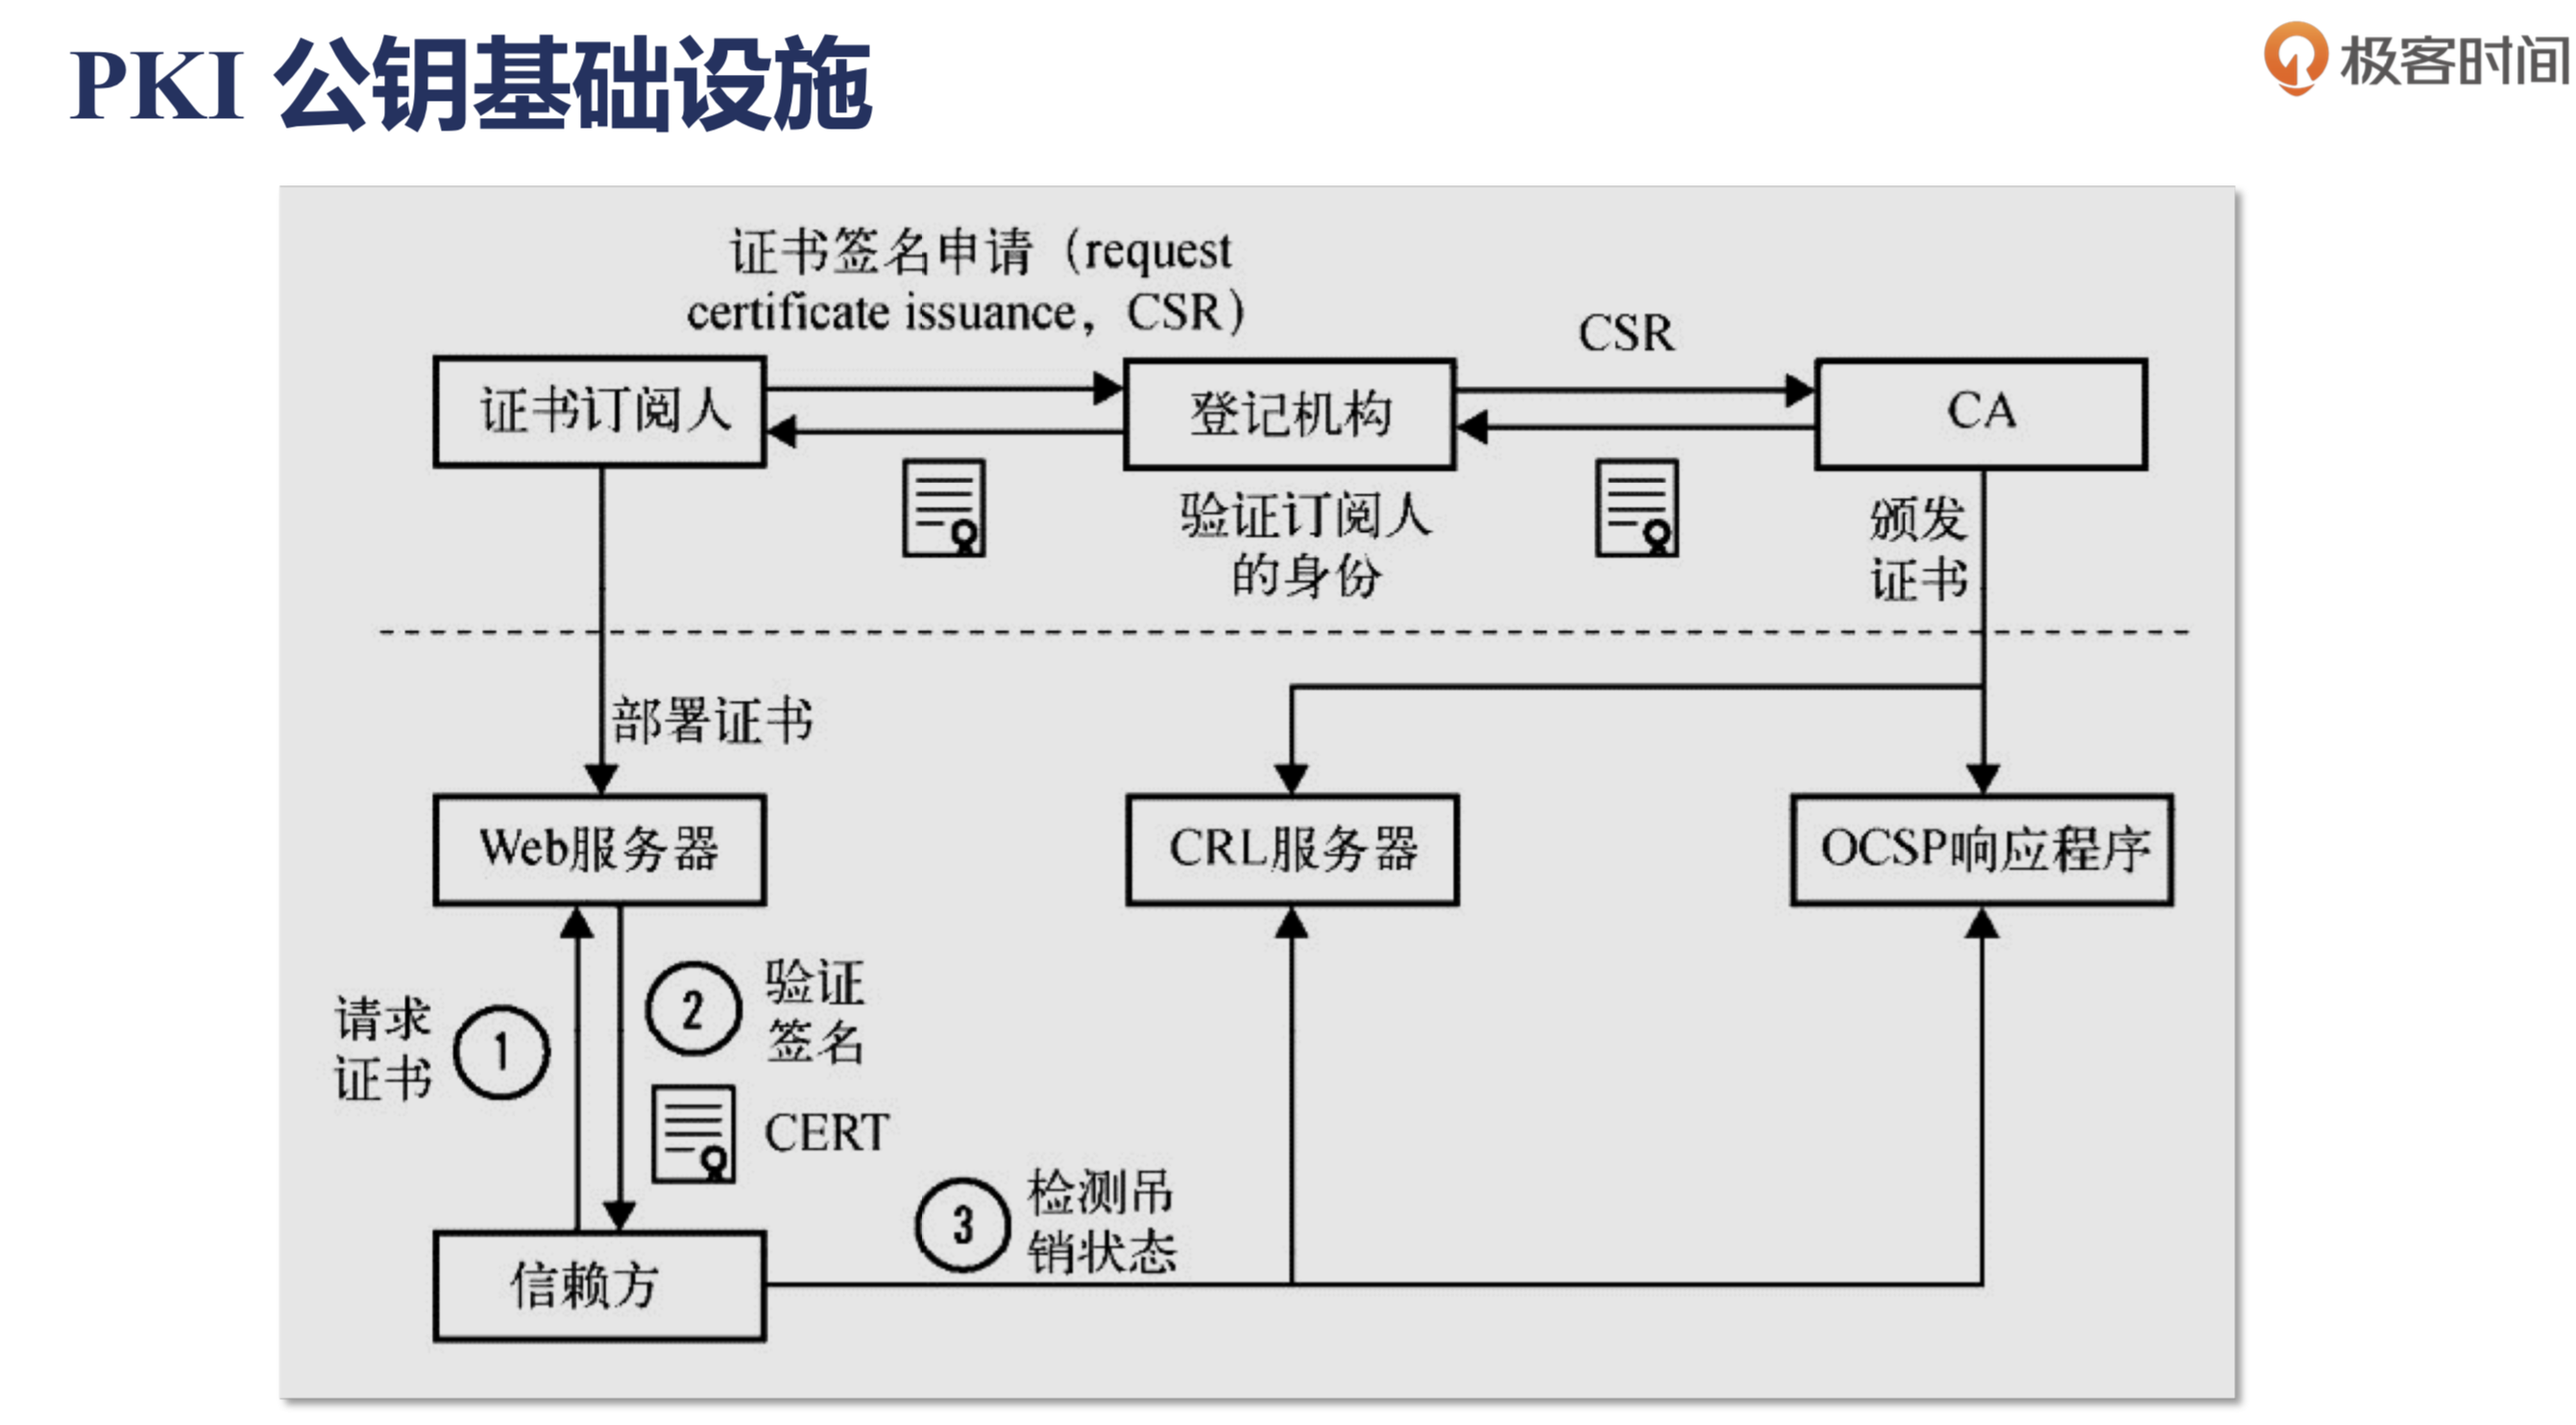 PKI 公钥基础设施
极客时间
证书签名申请（request
certificate issuance，CSR）
CSR
证书订阅人
登记机构
CA
验证订阅人
的身份
颁发
证书
部署证书
Web服务器
CRL服务器
OCSP响应程序
请求
证书
1
2
验证
签名
CERT
3
检测吊
销状态
信赖方